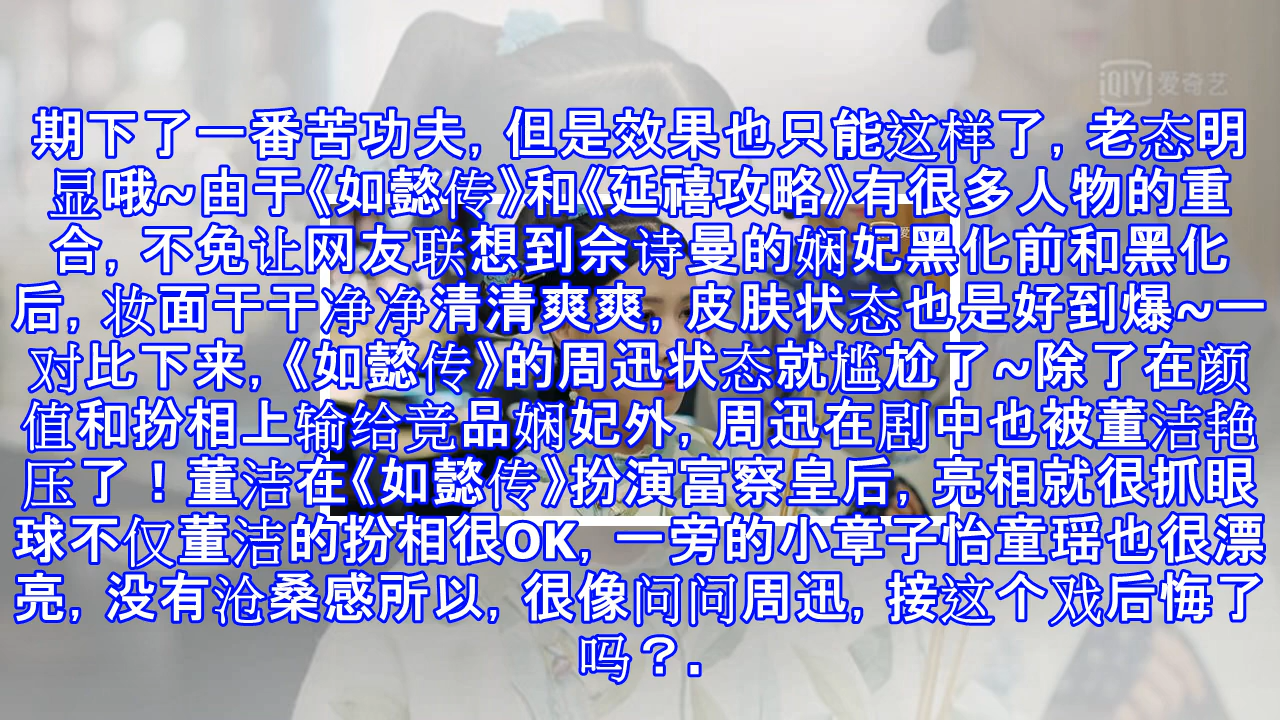 iQIYI 爱奇艺
期下了一番苦功夫, 但是效果也只能这样了, 老态明
显哦~由于《如懿传》和《延禧攻略》有很多人物的重
合, 不免让网友联想到佘诗曼的娴妃黑化前和黑化
后, 妆面干干净净清清爽爽, 皮肤状态也是好到爆~一
对比下来,《如懿传》的周迅状态就尴尬了~除了在颜
值和扮相上输给竞品娴妃外, 周迅在剧中也被董洁艳
压了！董洁在《如懿传》扮演富察皇后, 亮相就很抓眼
球不仅董洁的扮相很OK, 一旁的小章子怡童瑶也很漂
亮, 没有沧桑感所以, 很像问问周迅, 接这个戏后悔了
吗？.